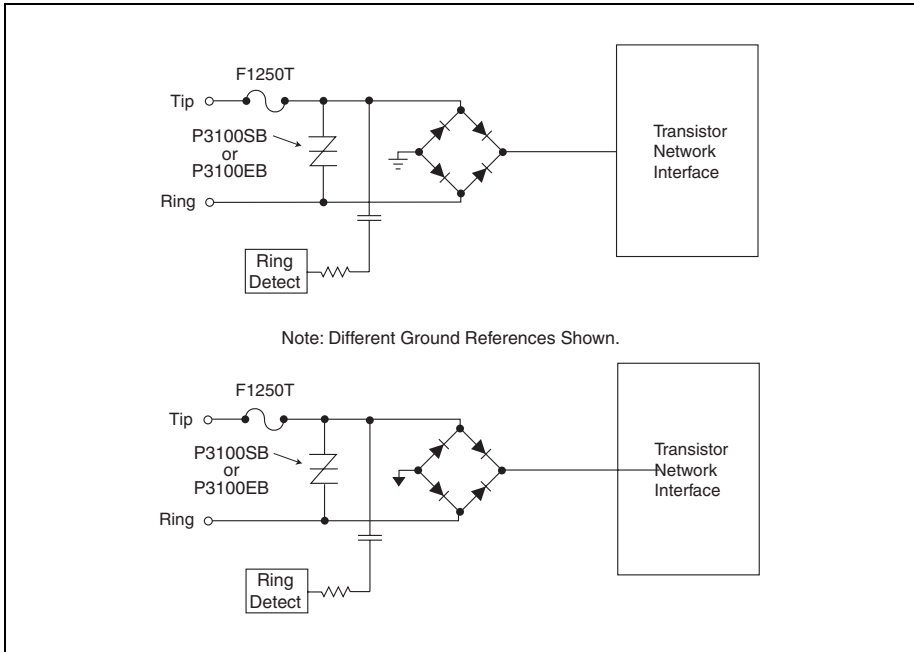 F1250T
Tip
P3100SB
or
P3100EB
Transistor
Network
Interface
Ring
Ring
Detect
Note: Different Ground References Shown.
F1250T
Tip
P3100SB
or
P3100EB
Transistor
Network
Interface
Ring
Ring
Detect